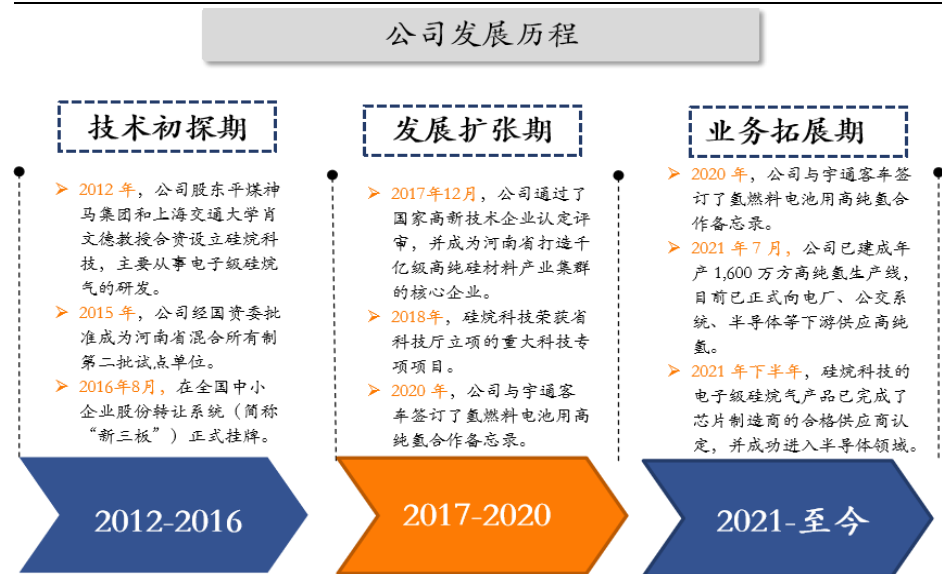 公司发展历程
技术初探期
➢ 2012 年，公司股东平煤神
马集团和上海交通大学肖
文德教授合资设立硅烷科
技，主要从事电子级硅烷
气的研发。
➢ 2015 年，公司经国资委批
准成为河南省混合所有制
第二批试点单位。
➢ 2016年8月，在全国中小
企业股份转让系统（简称
“新三板”）正式挂牌。
2012-2016
发展扩张期
➢ 2017年12月，公司通过了
国家高新技术企业认定评
审，并成为河南省打造千
亿级高纯硅材料产业集群
的核心企业。
➢ 2018年，硅烷科技荣获省
科技厅立项的重大科技专
项项目。
➢ 2020 年，公司与宇通客
车签订了氢燃料电池用高
纯氢合作备忘录。
2017-2020
业务拓展期
➢ 2020 年，公司与宇通客车签
订了氢燃料电池用高纯氢合
作备忘录。
➢ 2021 年 7 月，公司已建成年
产 1,600 万方高纯氢生产线，
目前已正式向电厂、公交系
统、半导体等下游供应高纯
氢。
➢ 2021 年下半年，硅烷科技的
电子级硅烷气产品已完成了
芯片制造商的合格供应商认
定，并成功进入半导体领域。
2021-至今